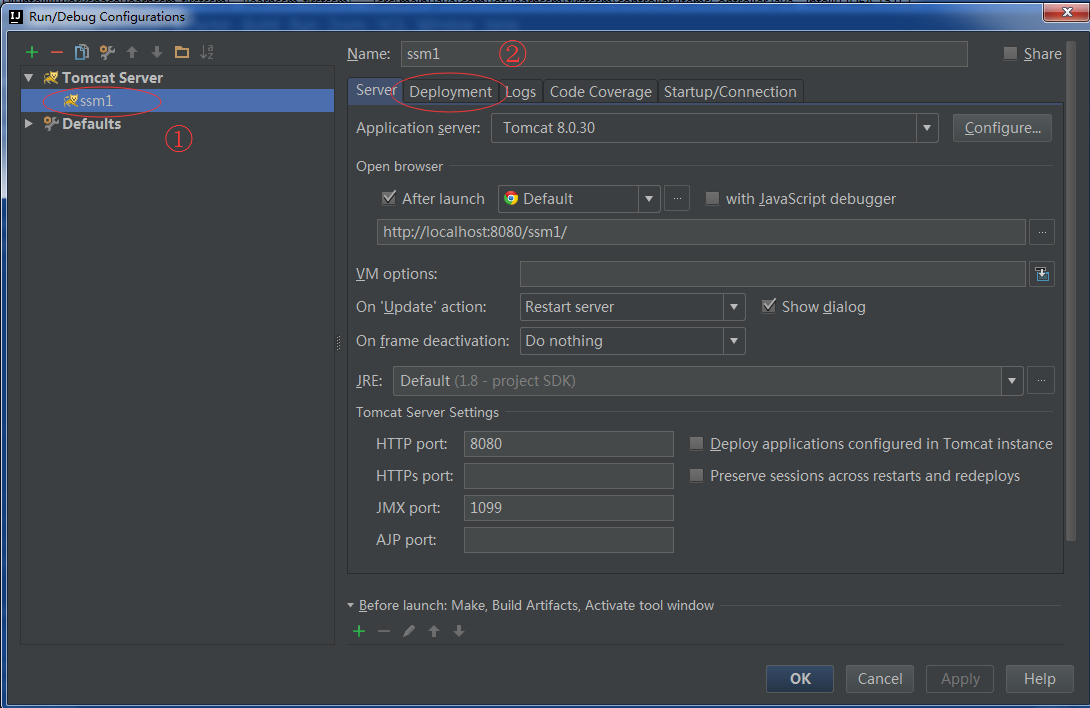 Run/Debug Configurations
Name: ssm1 ② Share
Tomcat Server
ssm1
Defaults
①
Server Deployment Logs Code Coverage Startup/Connection
Application server: Tomcat 8.0.30 Configure...
Open browser
After launch Default ... with JavaScript debugger
http://localhost:8080/ssm1/ ...
VM options:
On 'Update' action: Restart server Show dialog
On frame deactivation: Do nothing
JRE: Default (1.8 - project SDK) ...
Tomcat Server Settings
HTTP port: 8080 Deploy applications configured in Tomcat instance
HTTPs port: Preserve sessions across restarts and redeploys
JMX port: 1099
AJP port:
Before launch: Make, Build Artifacts, Activate tool window
OK Cancel Apply Help